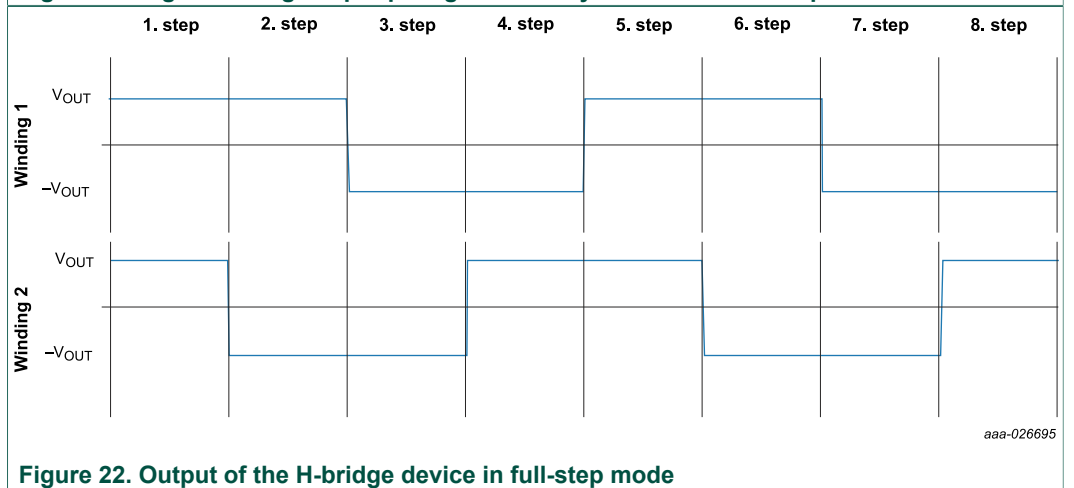 1. step 2. step 3. step 4. step 5. step 6. step 7. step 8. step
Winding 1
VOUT
–VOUT
Winding 2
VOUT
–VOUT
aaa-026695
Figure 22. Output of the H-bridge device in full-step mode